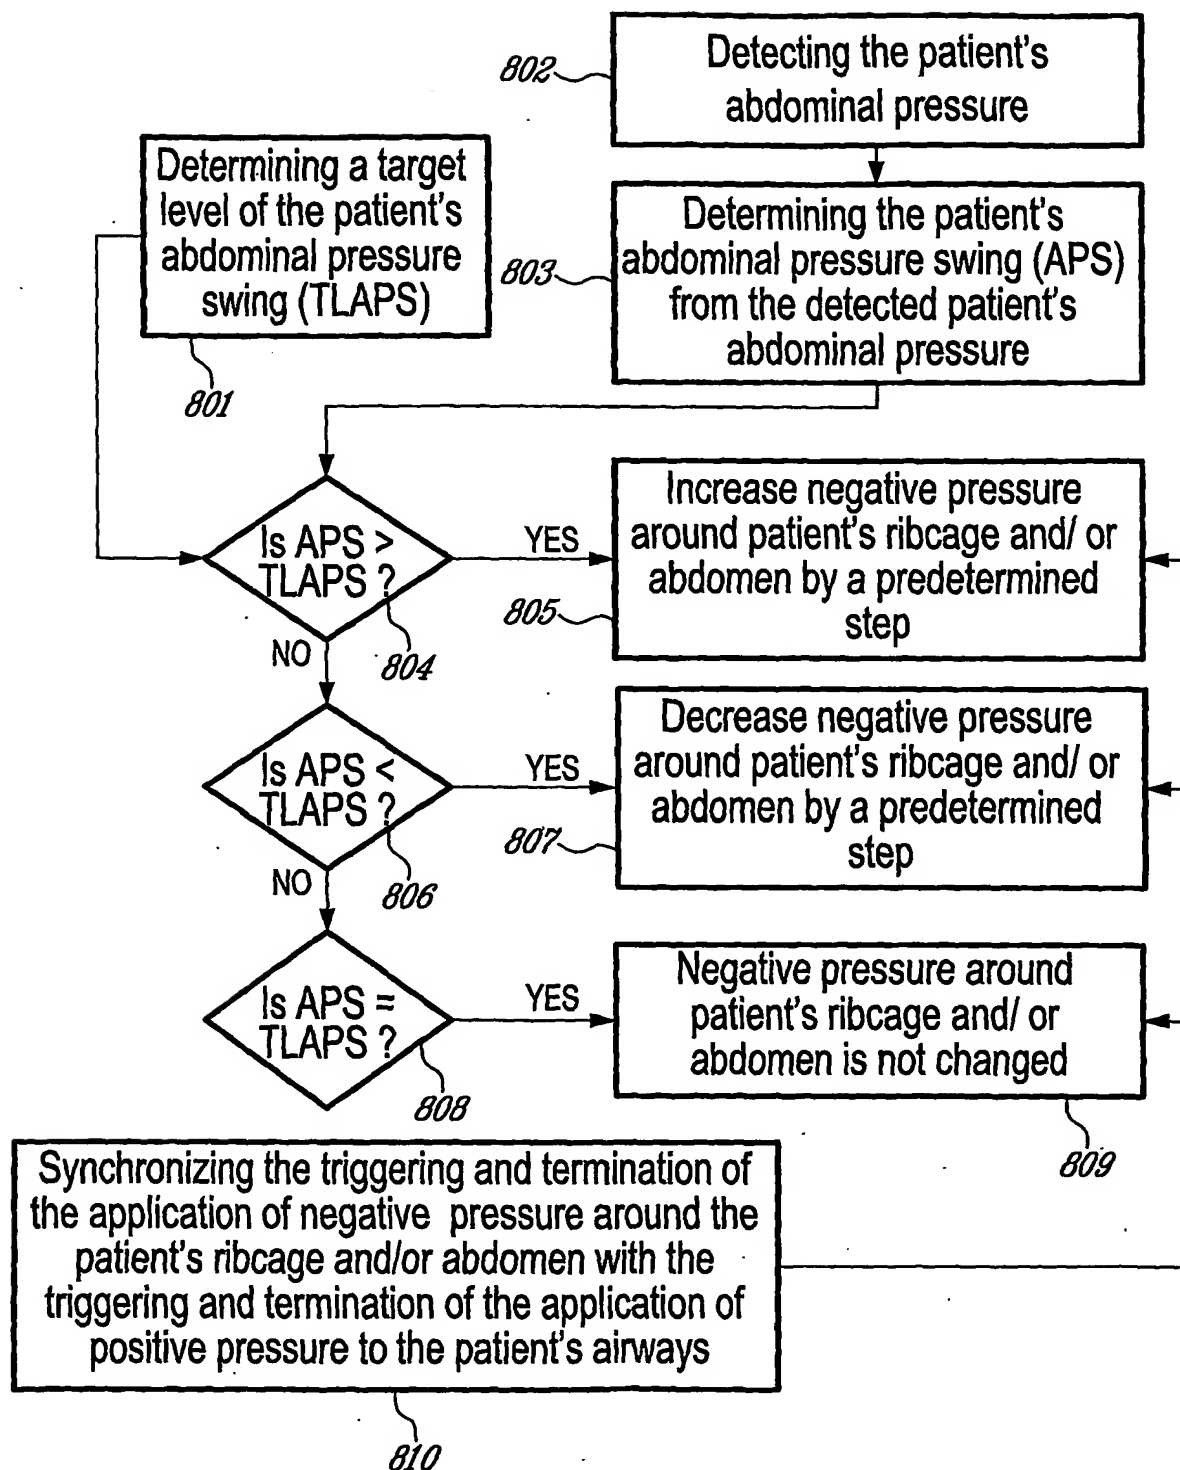 802
Detecting the patient's
abdominal pressure
Determining a target
level of the patient's
abdominal pressure
swing (TLAPS)
801
803
Determining the patient's
abdominal pressure swing (APS)
from the detected patient's
abdominal pressure
Is APS >
TLAPS ?
804
YES
NO
805
Increase negative pressure
around patient's ribcage and/ or
abdomen by a predetermined
step
Is APS <
TLAPS ?
806
YES
NO
807
Decrease negative pressure
around patient's ribcage and/ or
abdomen by a predetermined
step
Is APS =
TLAPS ?
808
YES
Negative pressure around
patient's ribcage and/ or
abdomen is not changed
809
Synchronizing the triggering and termination of
the application of negative pressure around the
patient's ribcage and/or abdomen with the
triggering and termination of the application of
positive pressure to the patient's airways
810